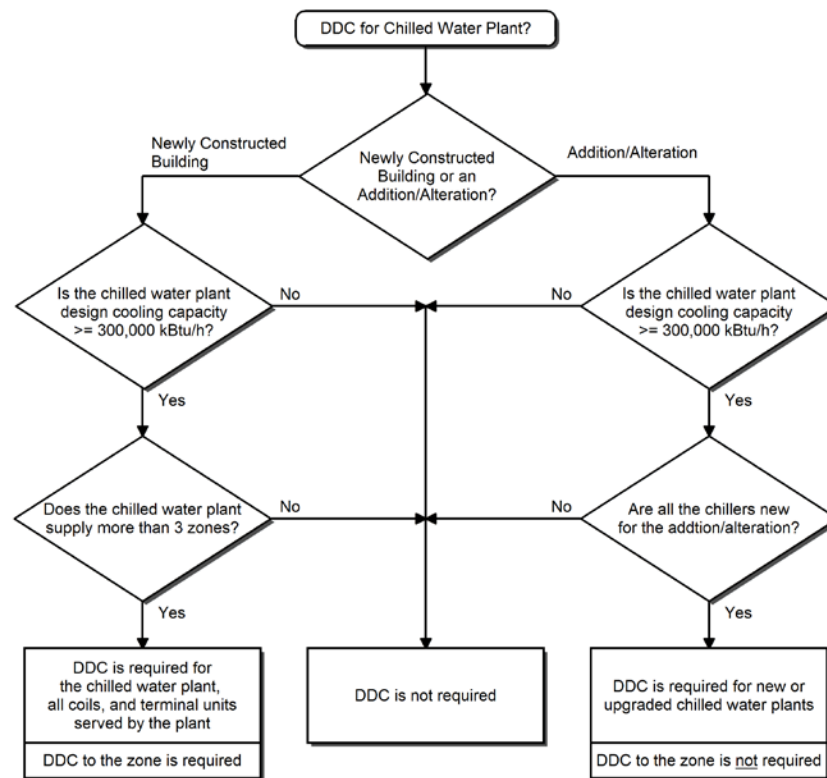 DDC for Chilled Water Plant?
Newly Constructed
Building
Newly Constructed
Building or an
Addition/Alteration?
Addition/Alteration
Is the chilled water plant
design cooling capacity
>= 300,000 kBtu/h?
No
No
Is the chilled water plant
design cooling capacity
>= 300,000 kBtu/h?
Yes
Yes
Does the chilled water plant
supply more than 3 zones?
No
No
Are all the chillers new
for the addtion/alteration?
Yes
Yes
DDC is required for
the chilled water plant,
all coils, and terminal units
served by the plant
DDC to the zone is required
DDC is not required
DDC is required for new or
upgraded chilled water plants
DDC to the zone is not required